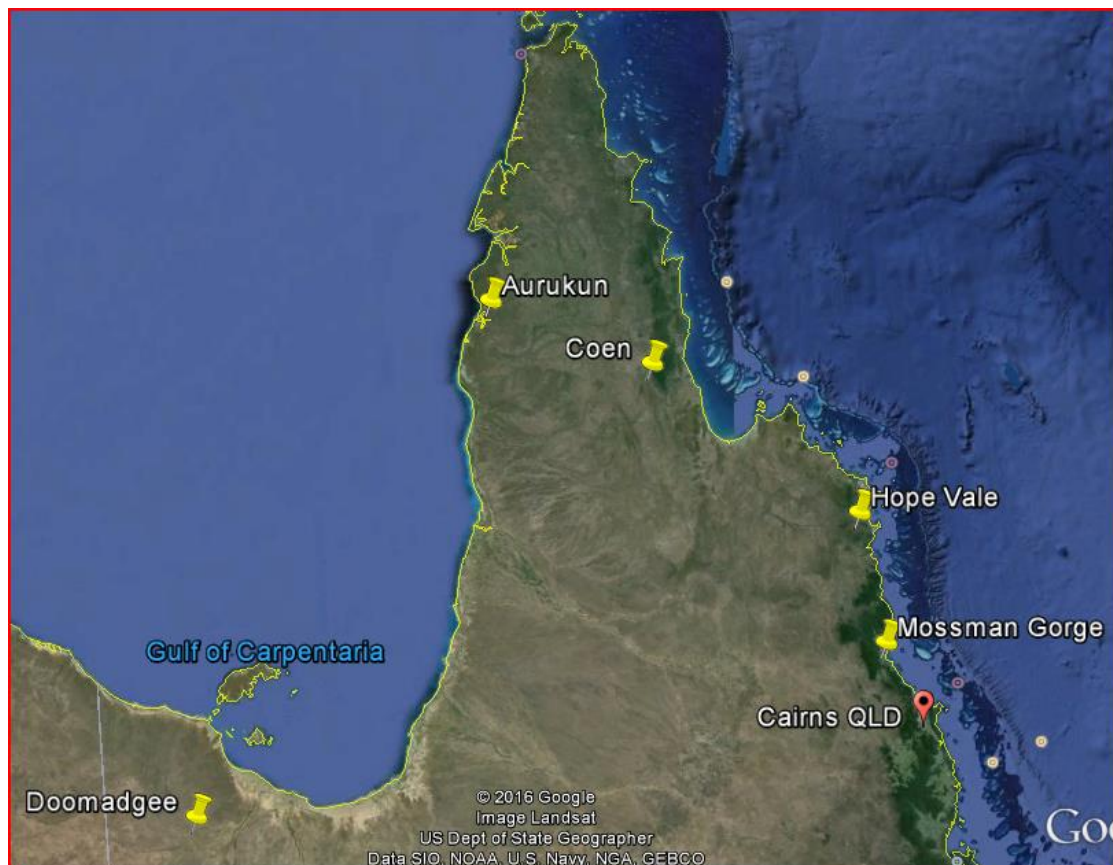 Aurukun
Coen
Hope Vale
Mossman Gorge
Gulf of Carpentaria
Cairns QLD
Doomadgee
© 2016 Google
Image Landsat
US Dept of State Geographer
Data SIO, NOAA, U.S. Navy, NGA, GEBCO
Goo